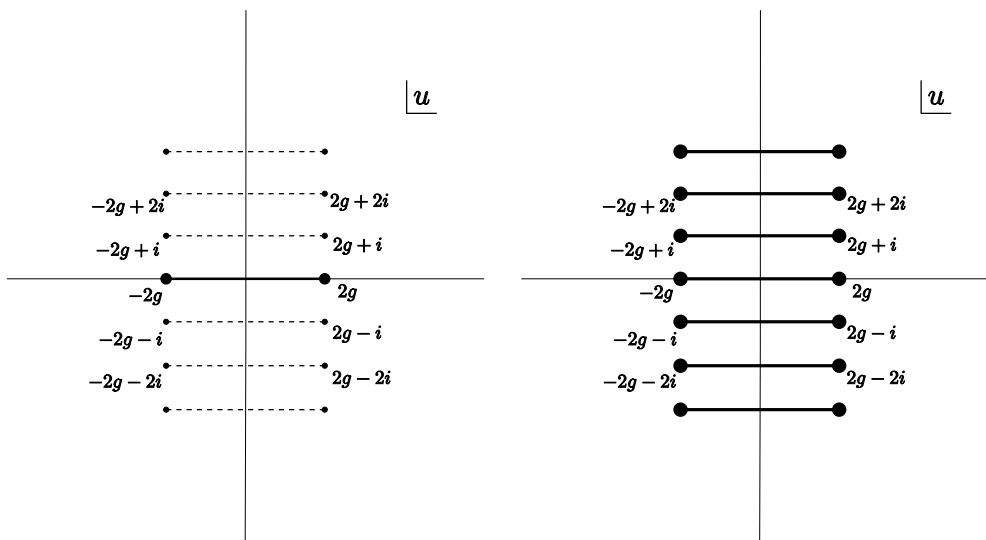 u
−2g + 2i
2g + 2i
−2g + i
2g + i
−2g
2g
−2g − i
2g − i
−2g − 2i
2g − 2i
u
−2g + 2i
2g + 2i
−2g + i
2g + i
−2g
2g
−2g − i
2g − i
−2g − 2i
2g − 2i